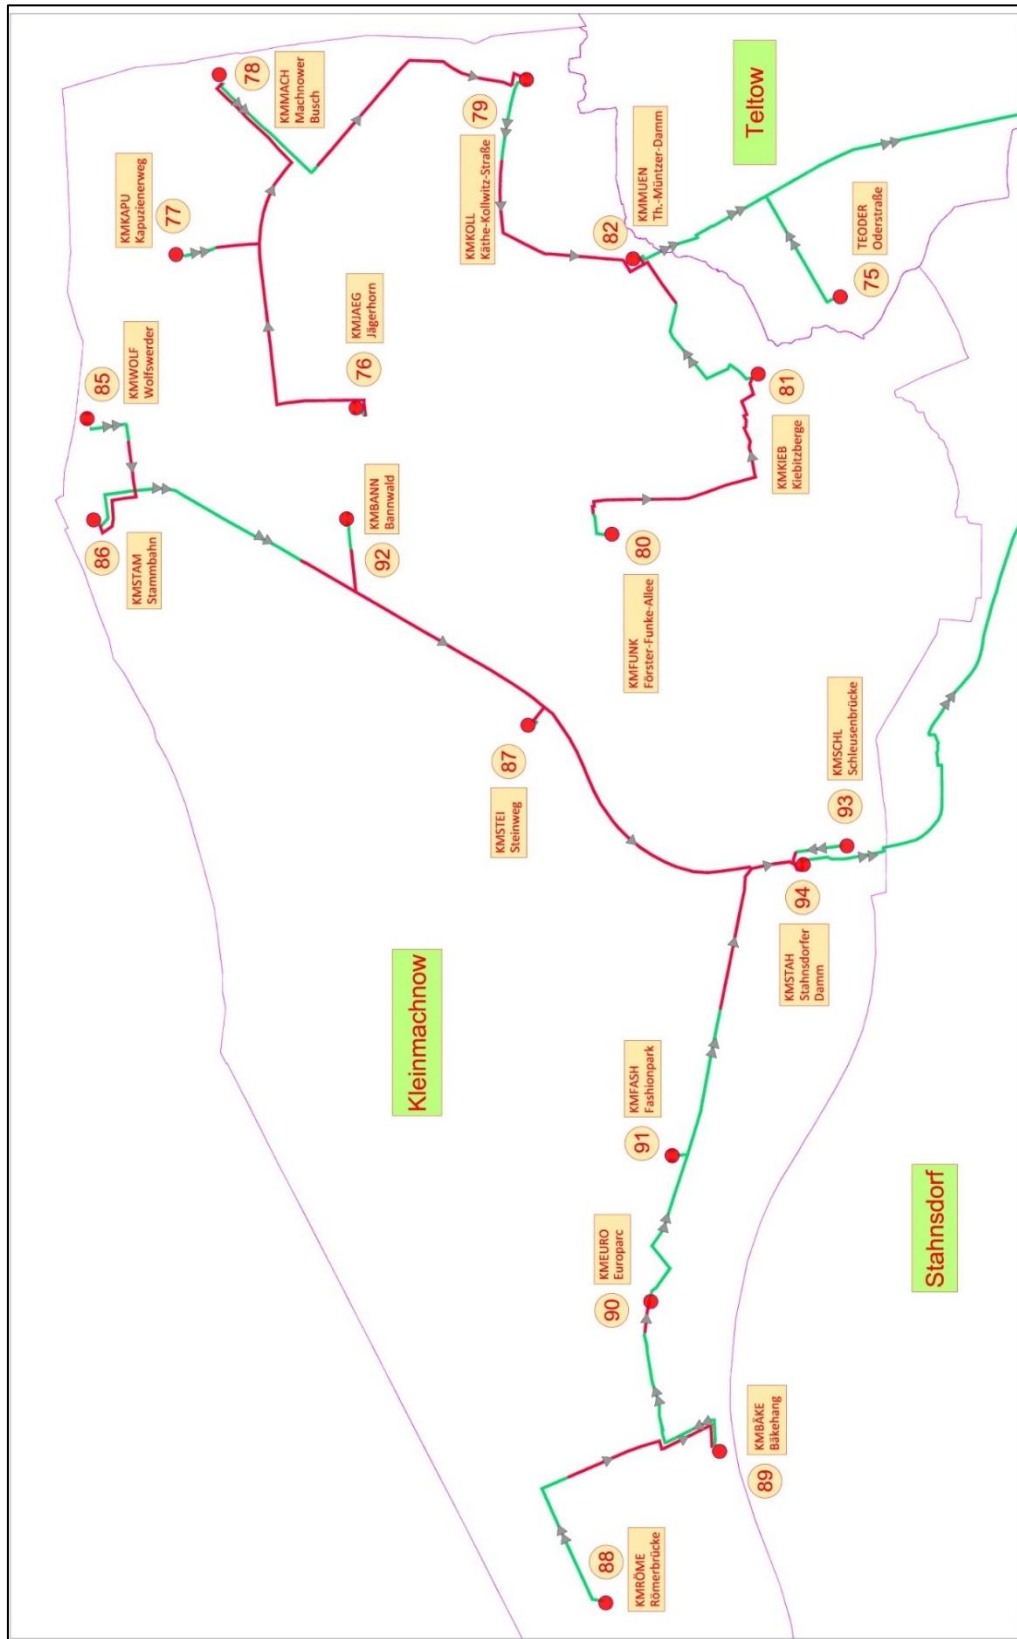 88
KMRÖME
Römerbrücke
89
KMBÄKE
Bäkehang
90
KMEURO
Europarc
91
KMFASH
Fashionpark
Kleinmachnow
Stahnsdorf
94
KMSTAH
Stahnsdorfer
Damm
93
KMSCHL
Schleusenbrücke
87
KMSTEI
Steinweg
86
KMSTAM
Stammbahn
85
KMWOLF
Wolfswerder
92
KMBANN
Bannwald
80
KMFUNK
Förster-Funke-Allee
81
KMKIEB
Kiebitzberge
76
KMJAEG
Jägerhorn
77
KMKAPU
Kapuzienerweg
78
KMMACH
Machnower
Busch
79
KMKOLL
Käthe-Kollwitz-Straße
82
KMMUEN
Th.-Müntzer-Damm
75
TEODER
Oderstraße
Teltow